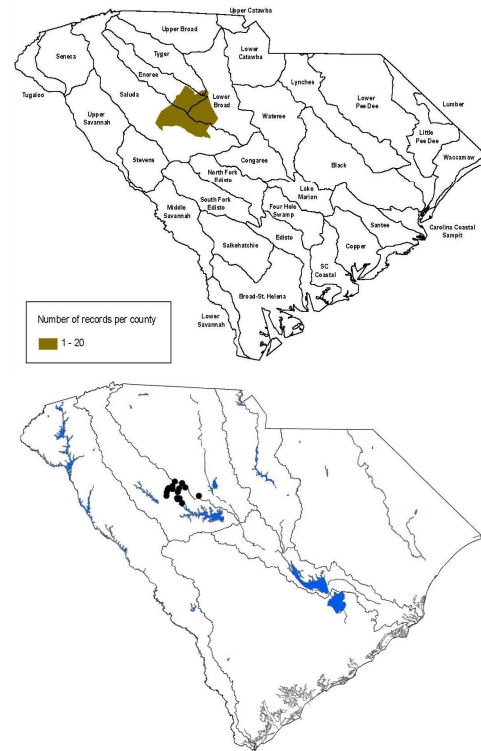 Upper Catawba
Upper Broad
Seneca
Tyger
Lower
Catawba
Enoree
Lynches
Tugaloo
Saluda
Lower
Broad
Lower
Pee Dee
Lumber
Upper
Savannah
Wateree
Little
Pee Dee
Stevens
Congaree
Black
Waccamaw
North Fork
Edisto
Lake
Marion
Middle
Savannah
South Fork
Edisto
Four Hole
Swamp
Santee
Carolina Coastal
Sampit
Salkehatchie
Edisto
Copper
SC
Coastal
Broad-St. Helena
Lower
Savannah
Number of records per county
1 - 20